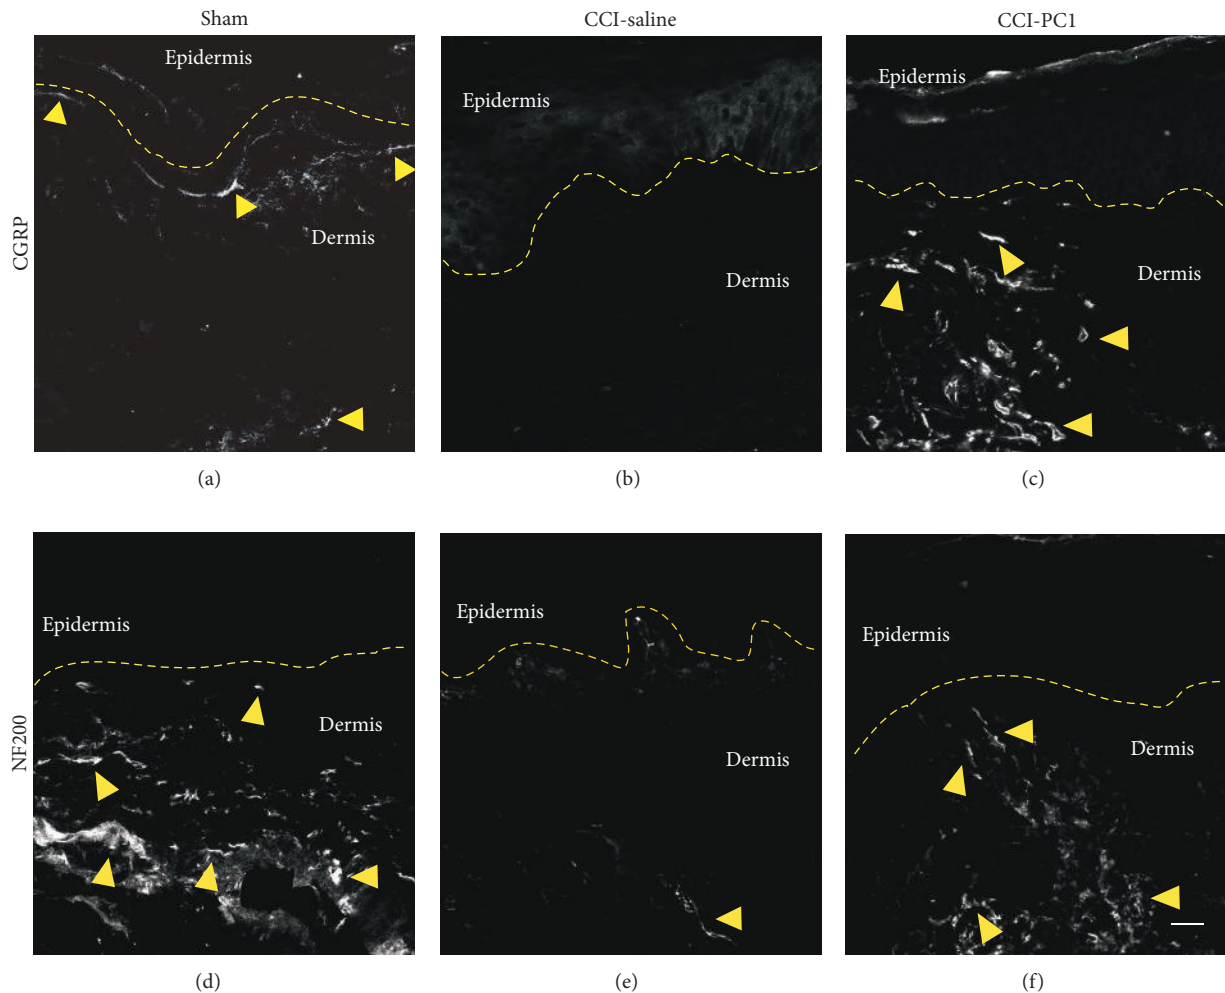 Sham
CCI-saline
CCI-PC1
CGRP
Epidermis
Dermis
Epidermis
Dermis
Epidermis
Dermis
(a)
(b)
(c)
NF200
Epidermis
Dermis
Epidermis
Dermis
Epidermis
Dermis
(d)
(e)
(f)